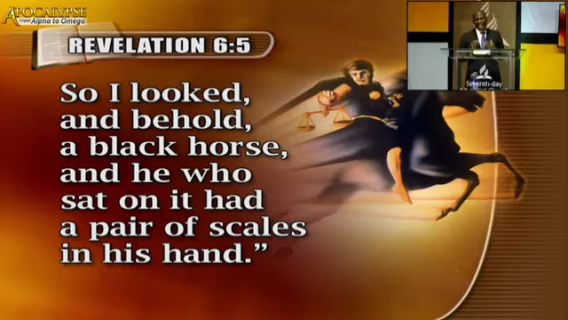 APOCALYPSE
From Alpha to Omega
REVELATION 6:5
So I looked,
and behold,
a black horse,
and he who
sat on it had
a pair of scales
in his hand.”
Seventh-day